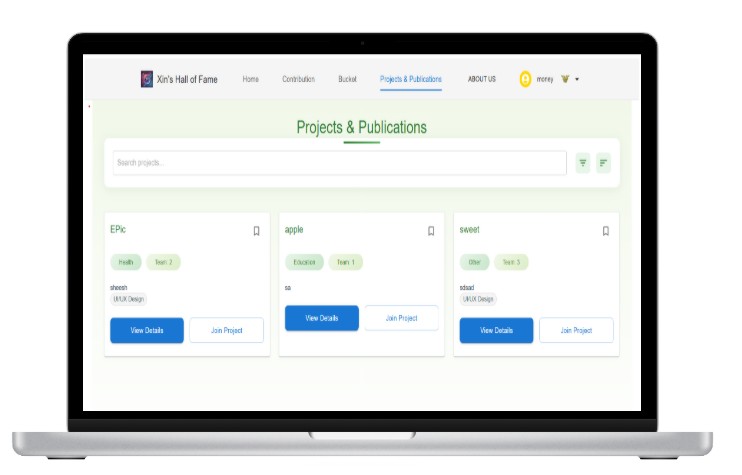 Xin's Hall of Fame Home Contribution Bucket Projects & Publications ABOUT US money
Projects & Publications
Search projects...
EPic
Health Team: 2
sheesh
UI/UX Design
View Details Join Project
apple
Education Team: 1
sa
View Details Join Project
sweet
Other Team: 3
sdsad
UI/UX Design
View Details Join Project